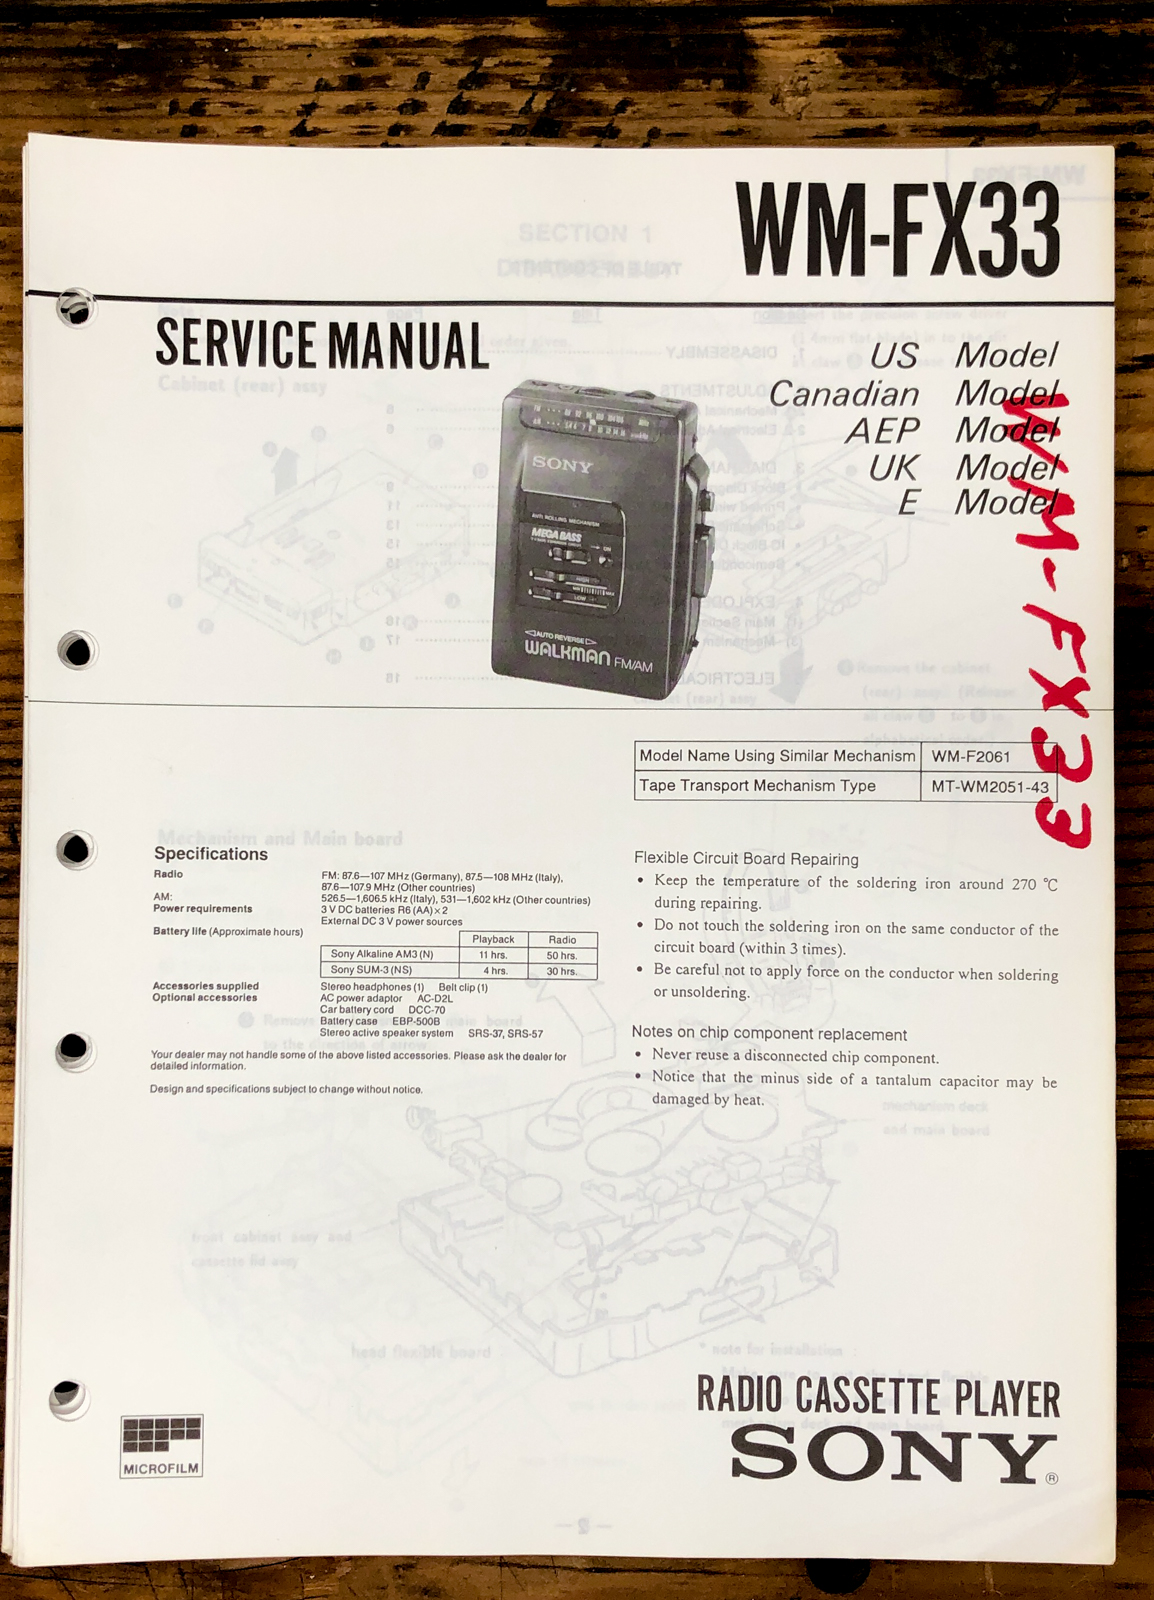 WM-FX33
SERVICE MANUAL
US Model
Canadian Model
AEP Model
UK Model
E Model
WM-FX33
SONY
ANTI ROLLING MECHANISM
MEGA BASS
ON
HIGH
MAX
LOW
AUTO REVERSE
WALKMAN FM/AM
Model Name Using Similar Mechanism WM-F2061
Tape Transport Mechanism Type MT-WM2051-43
Specifications
Radio FM: 87.6—107 MHz (Germany), 87.5—108 MHz (Italy),
87.6—107.9 MHz (Other countries)
AM: 526.5—1,606.5 kHz (Italy), 531—1,602 kHz (Other countries)
Power requirements 3 V DC batteries R6 (AA) × 2
External DC 3 V power sources
Battery life (Approximate hours)
Playback Radio
Sony Alkaline AM3 (N) 11 hrs. 50 hrs.
Sony SUM-3 (NS) 4 hrs. 30 hrs.
Accessories supplied Stereo headphones (1) Belt clip (1)
Optional accessories AC power adaptor AC-D2L
Car battery cord DCC-70
Battery case EBP-500B
Stereo active speaker system SRS-37, SRS-57
Your dealer may not handle some of the above listed accessories. Please ask the dealer for
detailed information.
Design and specifications subject to change without notice.
Flexible Circuit Board Repairing
• Keep the temperature of the soldering iron around 270 °C
during repairing.
• Do not touch the soldering iron on the same conductor of the
circuit board (within 3 times).
• Be careful not to apply force on the conductor when soldering
or unsoldering.
Notes on chip component replacement
• Never reuse a disconnected chip component.
• Notice that the minus side of a tantalum capacitor may be
damaged by heat.
MICROFILM
RADIO CASSETTE PLAYER
SONY®